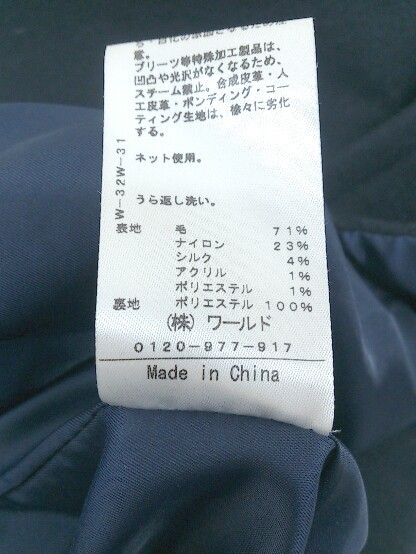 意。
プリーツ等特殊加工製品は、
凹凸や光沢がなくなるため、
スチーム禁止。合成皮革・人
工皮革・ボンディング・コー
ティング生地は、徐々に劣化
する。
ネット使用。
うら返し洗い。
W-32W-31
表地 毛 71%
ナイロン 23%
シルク 4%
アクリル 1%
ポリエステル 1%
裏地 ポリエステル 100%
(株) ワールド
0120-977-917
Made in China